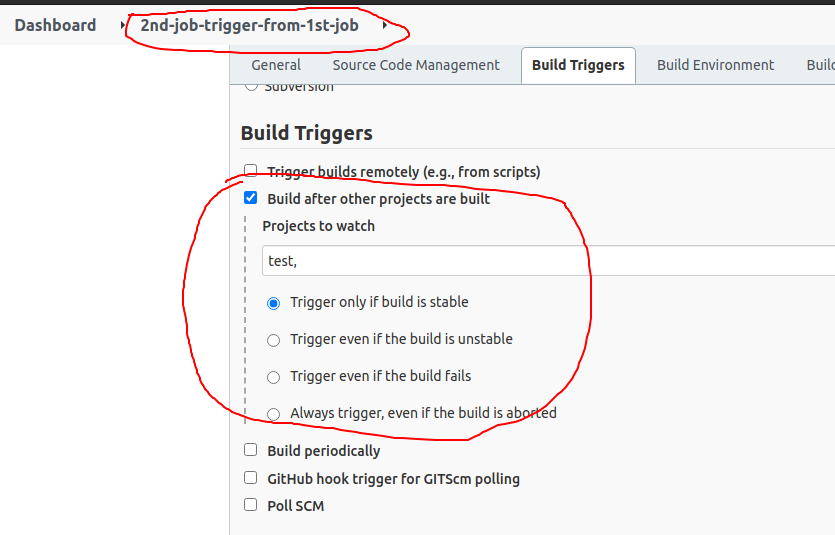 Dashboard 2nd-job-trigger-from-1st-job
General Source Code Management Build Triggers Build Environment Buil
Subversion
Build Triggers
Trigger builds remotely (e.g., from scripts)
Build after other projects are built
Projects to watch
test,
Trigger only if build is stable
Trigger even if the build is unstable
Trigger even if the build fails
Always trigger, even if the build is aborted
Build periodically
GitHub hook trigger for GITScm polling
Poll SCM